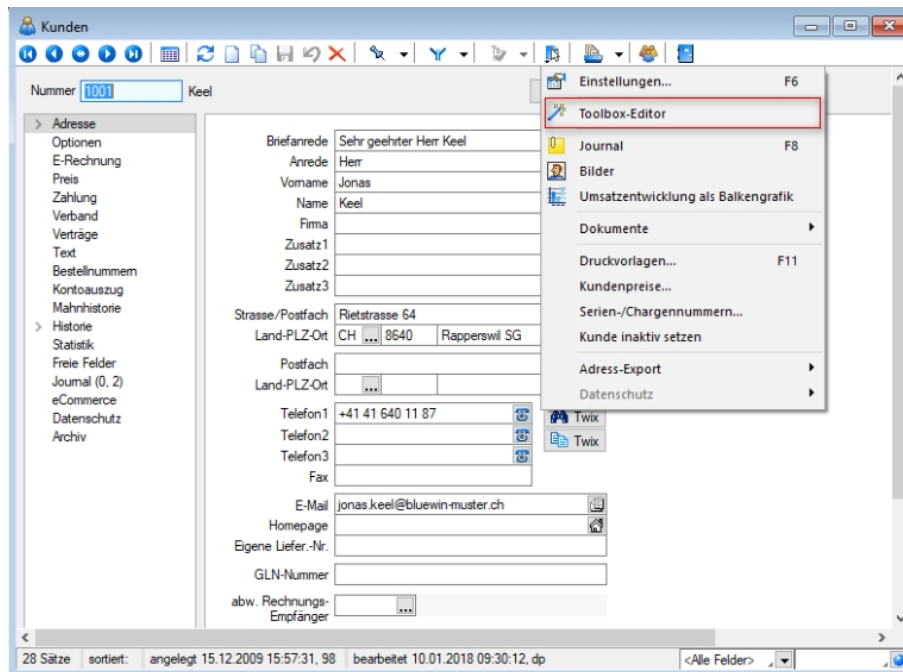 Kunden
Nummer 1001 Keel
Einstellungen... F6
Toolbox-Editor
Journal F8
Bilder
Umsatzentwicklung als Balkengrafik
Dokumente
Druckvorlagen... F11
Kundenpreise...
Serien-/Chargennummern...
Kunde inaktiv setzen
Adress-Export
Datenschutz
Adresse
Optionen
E-Rechnung
Preis
Zahlung
Verband
Verträge
Text
Bestellnummern
Kontoauszug
Mahnhistorie
Historie
Statistik
Freie Felder
Journal (0, 2)
eCommerce
Datenschutz
Archiv
Briefanrede Sehr geehrter Herr Keel
Anrede Herr
Vorname Jonas
Name Keel
Firma
Zusatz1
Zusatz2
Zusatz3
Strasse/Postfach Rietstrasse 64
Land-PLZ-Ort CH ... 8640 Rapperswil SG
Postfach
Land-PLZ-Ort ...
Telefon1 +41 41 640 11 87 Twix
Telefon2 Twix
Telefon3
Fax
E-Mail jonas.keel@bluewin-muster.ch
Homepage
Eigene Liefer.-Nr.
GLN-Nummer
abw. Rechnungs-
Empfänger ...
28 Sätze sortiert: angelegt 15.12.2009 15:57:31, 98 bearbeitet 10.01.2018 09:30:12, dp <Alle Felder>